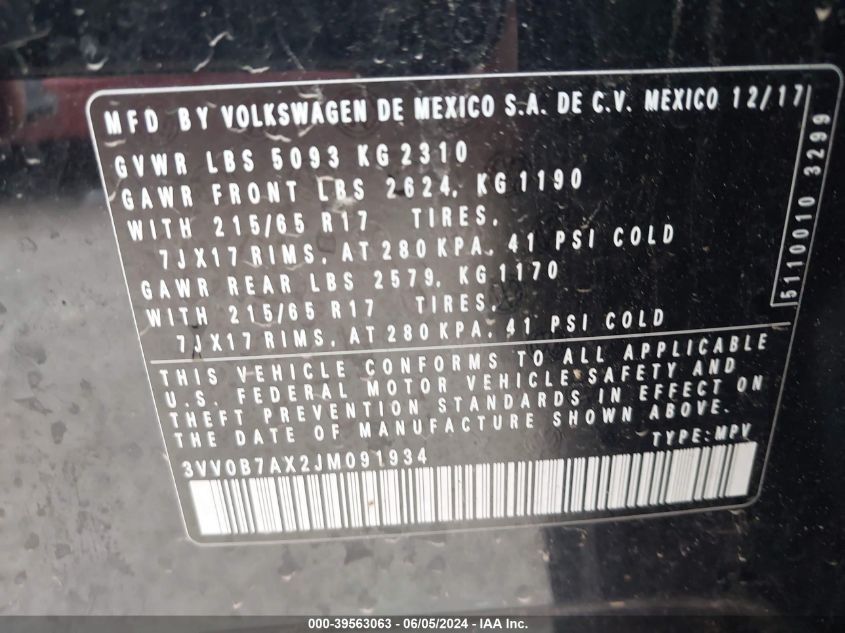 MFD BY VOLKSWAGEN DE MEXICO S.A. DE C.V. MEXICO 12/17
GVWR LBS 5093 KG 2310
GAWR FRONT LBS 2624, KG 1190
WITH 215/65 R17 TIRES,
7JX17 RIMS, AT 280 KPA, 41 PSI COLD
GAWR REAR LBS 2579, KG 1170
WITH 215/65 R17 TIRES,
7JX17 RIMS, AT 280 KPA, 41 PSI COLD
5110010 3299
THIS VEHICLE CONFORMS TO ALL APPLICABLE
U.S. FEDERAL MOTOR VEHICLE SAFETY AND
THEFT PREVENTION STANDARDS IN EFFECT ON
THE DATE OF MANUFACTURE SHOWN ABOVE.
TYPE:MPV
3VV0B7AX2JM091934
000-39563063 - 06/05/2024 - IAA Inc.